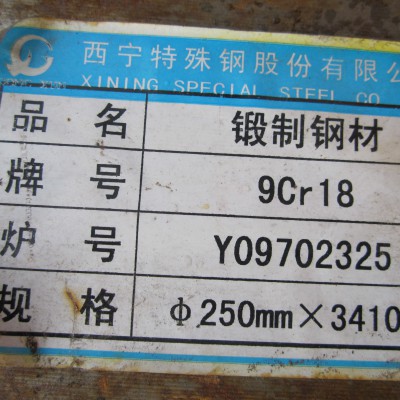 西宁特殊钢股份有限公
XINING SPECIAL STEEL CO
品 名 锻制钢材
牌 号 9Cr18
炉 号 Y09702325
规 格 φ250mm×3410